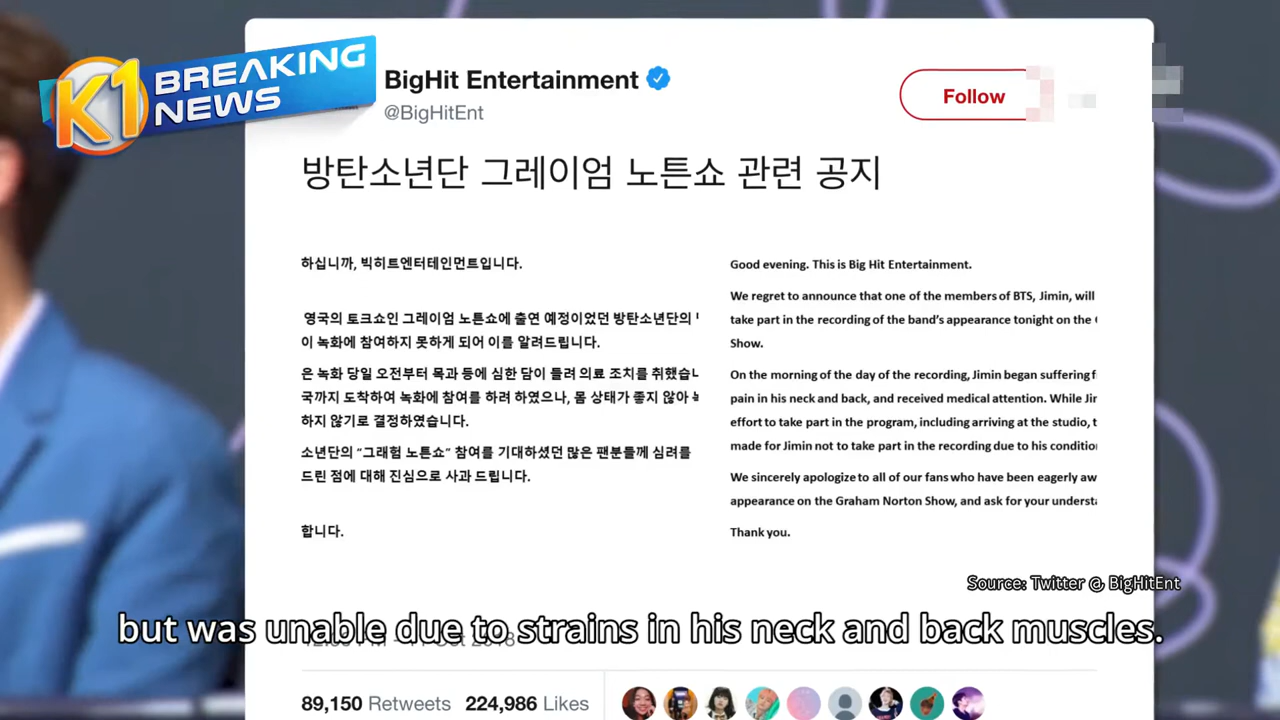 K1 BREAKING NEWS
BigHit Entertainment
@BigHitEnt
Follow
방탄소년단 그레이엄 노튼쇼 관련 공지
하십니까, 빅히트엔터테인먼트입니다.
영국의 토크쇼인 그레이엄 노튼쇼에 출연 예정이었던 방탄소년단의
이 녹화에 참여하지 못하게 되어 이를 알려드립니다.
은 녹화 당일 오전부터 목과 등에 심한 담이 들려 의료 조치를 취했습니
국까지 도착하여 녹화에 참여를 하려 하였으나, 몸 상태가 좋지 않아
하지 않기로 결정하였습니다.
소년단의 “그래험 노튼쇼” 참여를 기대하셨던 많은 팬분들께 심려를
드린 점에 대해 진심으로 사과 드립니다.
합니다.
Good evening. This is Big Hit Entertainment.
We regret to announce that one of the members of BTS, Jimin, will
take part in the recording of the band’s appearance tonight on the
Show.
On the morning of the day of the recording, Jimin began suffering
pain in his neck and back, and received medical attention. While
effort to take part in the program, including arriving at the studio,
made for Jimin not to take part in the recording due to his
We sincerely apologize to all of our fans who have been eagerly
appearance on the Graham Norton Show, and ask for your
Thank you.
Source: Twitter @ BigHitEnt
but was unable due to strains in his neck and back muscles.
89,150 Retweets 224,986 Likes